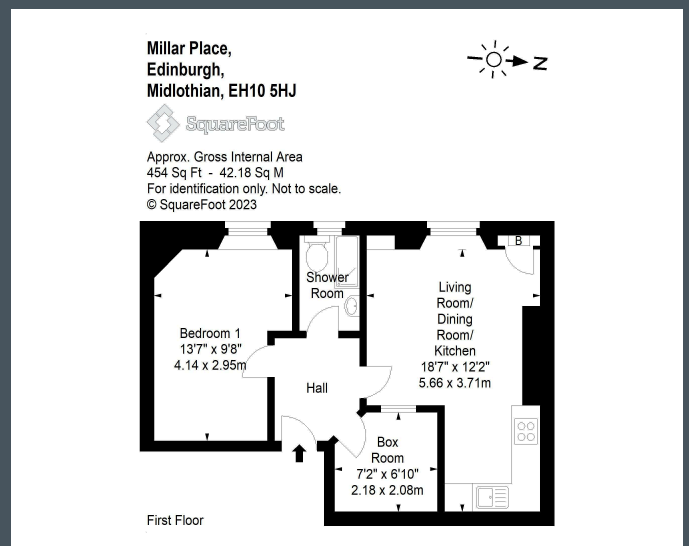 Millar Place,
Edinburgh,
Midlothian, EH10 5HJ
N
SquareFoot
Approx. Gross Internal Area
454 Sq Ft - 42.18 Sq M
For identification only. Not to scale.
© SquareFoot 2023
B
Shower
Room
Living
Room/
Dining
Room/
Kitchen
18'7" x 12'2"
5.66 x 3.71m
Bedroom 1
13'7" x 9'8"
4.14 x 2.95m
Hall
Box
Room
7'2" x 6'10"
2.18 x 2.08m
First Floor